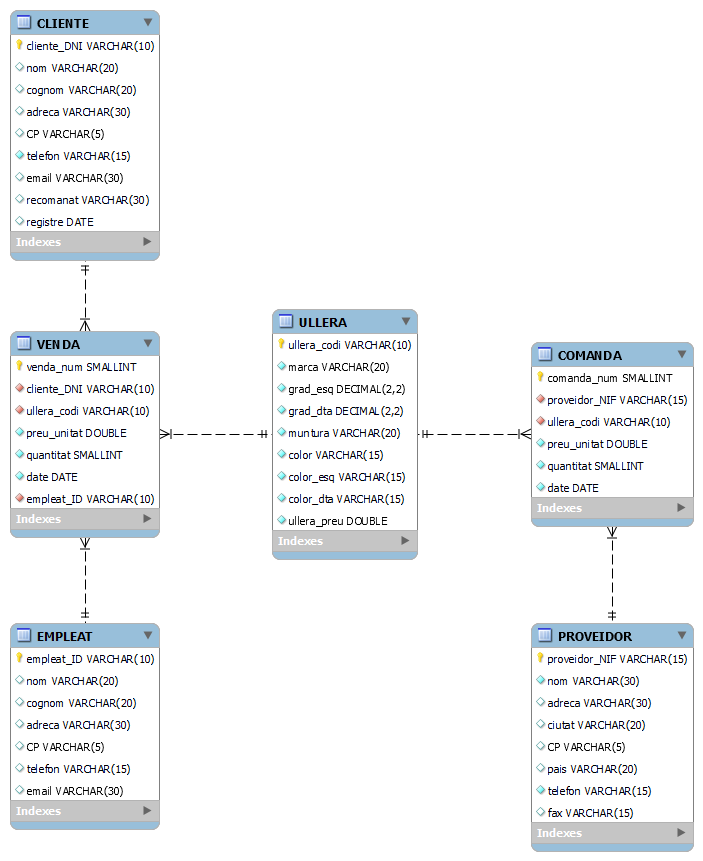 CLIENTE
cliente_DNI VARCHAR(10)
nom VARCHAR(20)
cognom VARCHAR(20)
adreca VARCHAR(30)
CP VARCHAR(5)
telefon VARCHAR(15)
email VARCHAR(30)
recomanat VARCHAR(30)
registre DATE
Indexes
VENDA
venda_num SMALLINT
cliente_DNI VARCHAR(10)
ullera_codi VARCHAR(10)
preu_unitat DOUBLE
quantitat SMALLINT
date DATE
empleat_ID VARCHAR(10)
Indexes
EMPLEAT
empleat_ID VARCHAR(10)
nom VARCHAR(20)
cognom VARCHAR(20)
adreca VARCHAR(30)
CP VARCHAR(5)
telefon VARCHAR(15)
email VARCHAR(30)
Indexes
ULLERA
ullera_codi VARCHAR(10)
marca VARCHAR(20)
grad_esq DECIMAL(2,2)
grad_dta DECIMAL(2,2)
muntura VARCHAR(20)
color VARCHAR(15)
color_esq VARCHAR(15)
color_dta VARCHAR(15)
ullera_preu DOUBLE
Indexes
COMANDA
comanda_num SMALLINT
proveidor_NIF VARCHAR(15)
ullera_codi VARCHAR(10)
preu_unitat DOUBLE
quantitat SMALLINT
date DATE
Indexes
PROVEIDOR
proveidor_NIF VARCHAR(15)
nom VARCHAR(30)
adreca VARCHAR(30)
ciutat VARCHAR(20)
CP VARCHAR(5)
pais VARCHAR(20)
telefon VARCHAR(15)
fax VARCHAR(15)
Indexes